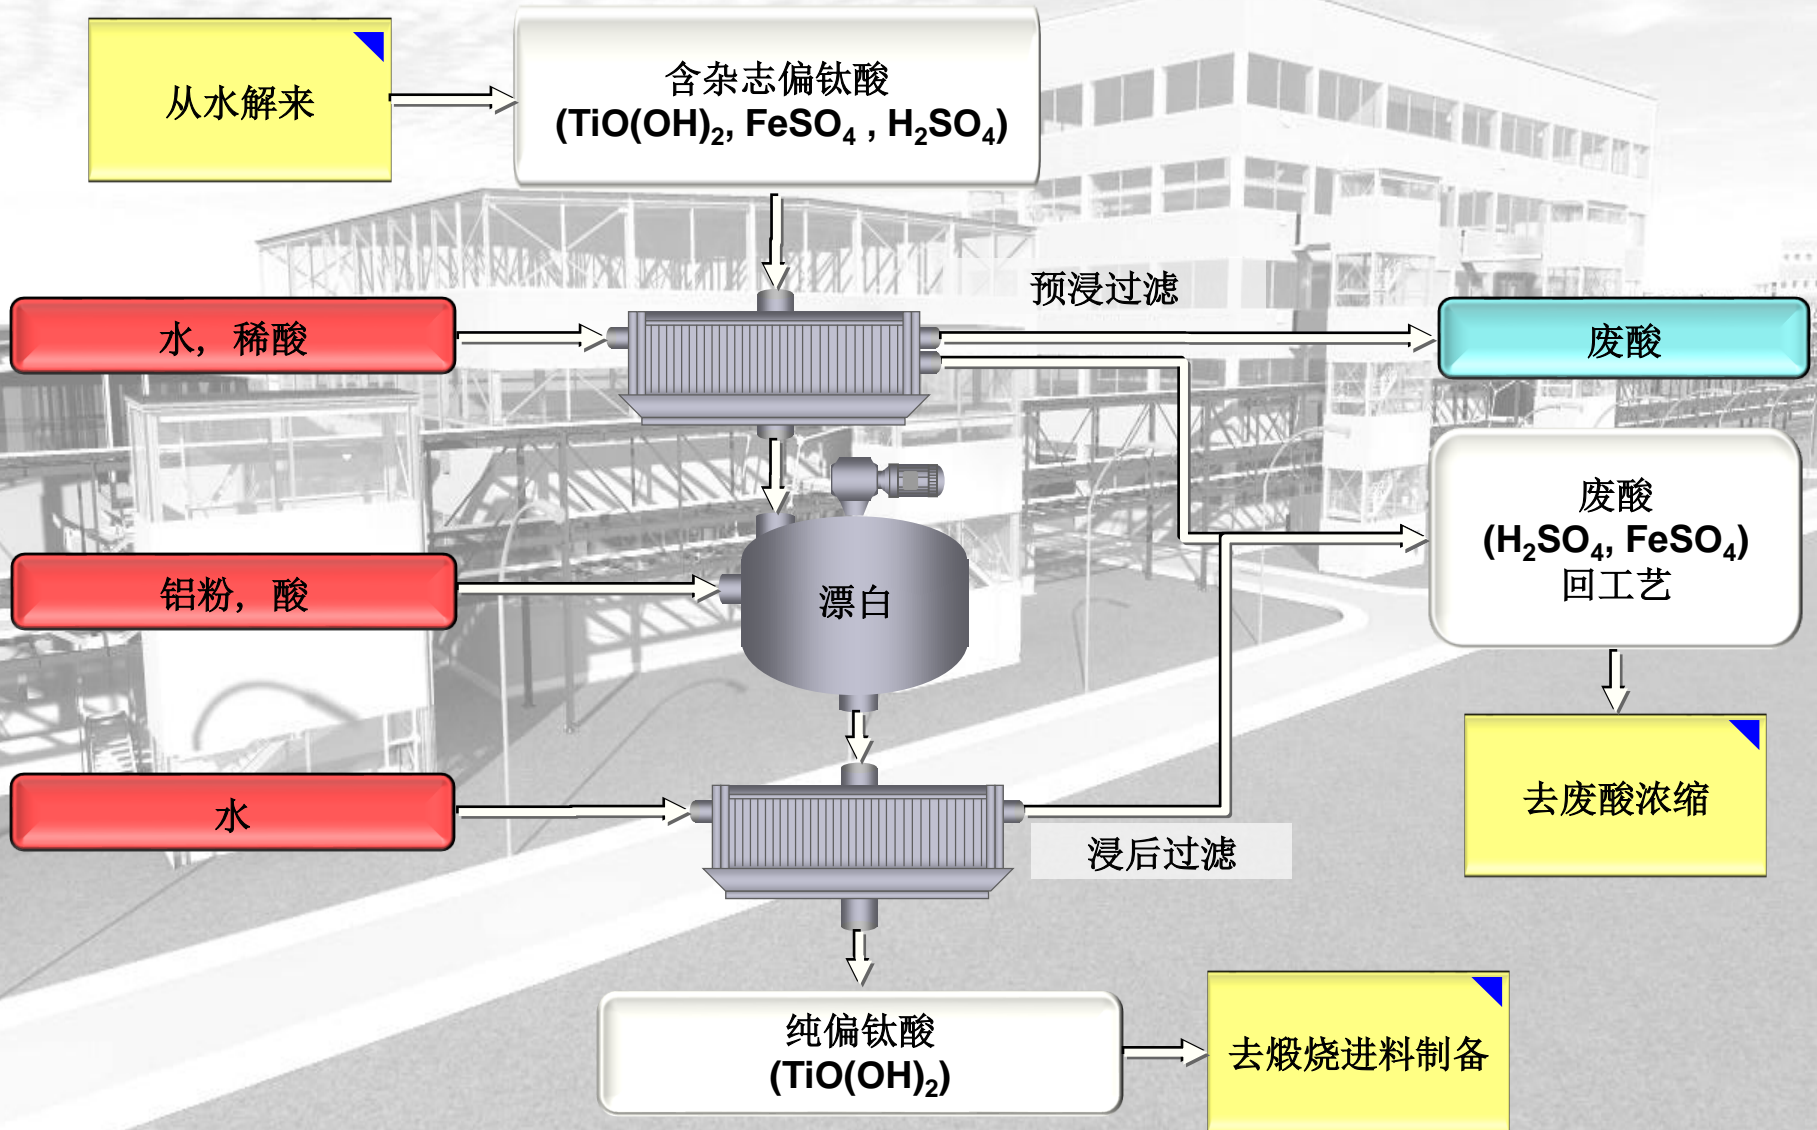 从水解来
含杂志偏钛酸
(TiO(OH)₂, FeSO₄ , H₂SO₄)
预浸过滤
水, 稀酸
废酸
废酸
(H₂SO₄, FeSO₄)
回工艺
铝粉, 酸
漂白
水
去废酸浓缩
浸后过滤
纯偏钛酸
(TiO(OH)₂)
去煅烧进料制备